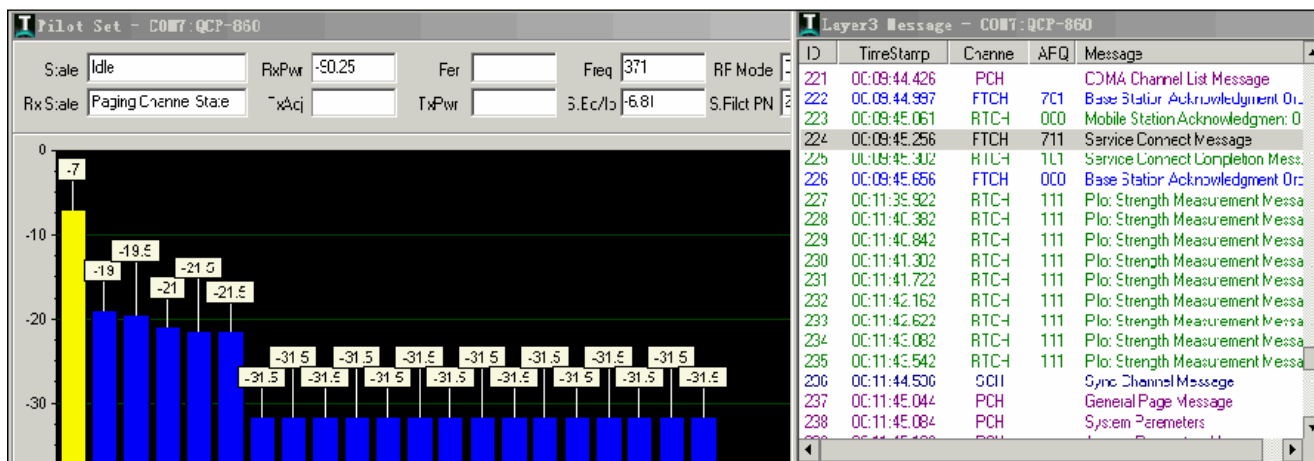 Pilot Set - COM7:QCP-860
State Idle RxPwr -90.25 Fer Freq 371 RF Mode
Rx State Paging Channel State TxAdj TxPwr S.Ec/Io -6.81 S.Pilot PN 2
0
-10
-20
-30
-7
-19
-19.5
-21
-21.5
-21.5
-31.5 -31.5 -31.5 -31.5 -31.5 -31.5 -31.5
-31.5 -31.5 -31.5 -31.5 -31.5 -31.5 -31.5 -31.5
Layer3 Message - COM7:QCP-860
ID TimeStamp Channe AFQ Message
221 00:09:44.426 PCH CDMA Channel List Message
222 00:09:44.997 FTCH 701 Base Station Acknowledgment Orc
223 00:09:45.061 RTCH 000 Mobile Station Acknowledgment O
224 00:09:45.256 FTCH 711 Service Connect Message
225 00:09:45.302 RTCH 101 Service Connect Completion Mess
226 00:09:45.656 FTCH 000 Base Station Acknowledgment Orc
227 00:11:39.922 RTCH 111 Pilot Strength Measurement Messa
228 00:11:40.382 RTCH 111 Pilot Strength Measurement Messa
229 00:11:40.842 RTCH 111 Pilot Strength Measurement Messa
230 00:11:41.302 RTCH 111 Pilot Strength Measurement Messa
231 00:11:41.722 RTCH 111 Pilot Strength Measurement Messa
232 00:11:42.162 RTCH 111 Pilot Strength Measurement Messa
233 00:11:42.622 RTCH 111 Pilot Strength Measurement Messa
234 00:11:43.082 RTCH 111 Pilot Strength Measurement Messa
235 00:11:43.542 RTCH 111 Pilot Strength Measurement Messa
236 00:11:44.506 SCH Sync Channel Message
237 00:11:45.044 PCH General Page Message
238 00:11:45.084 PCH System Parameters